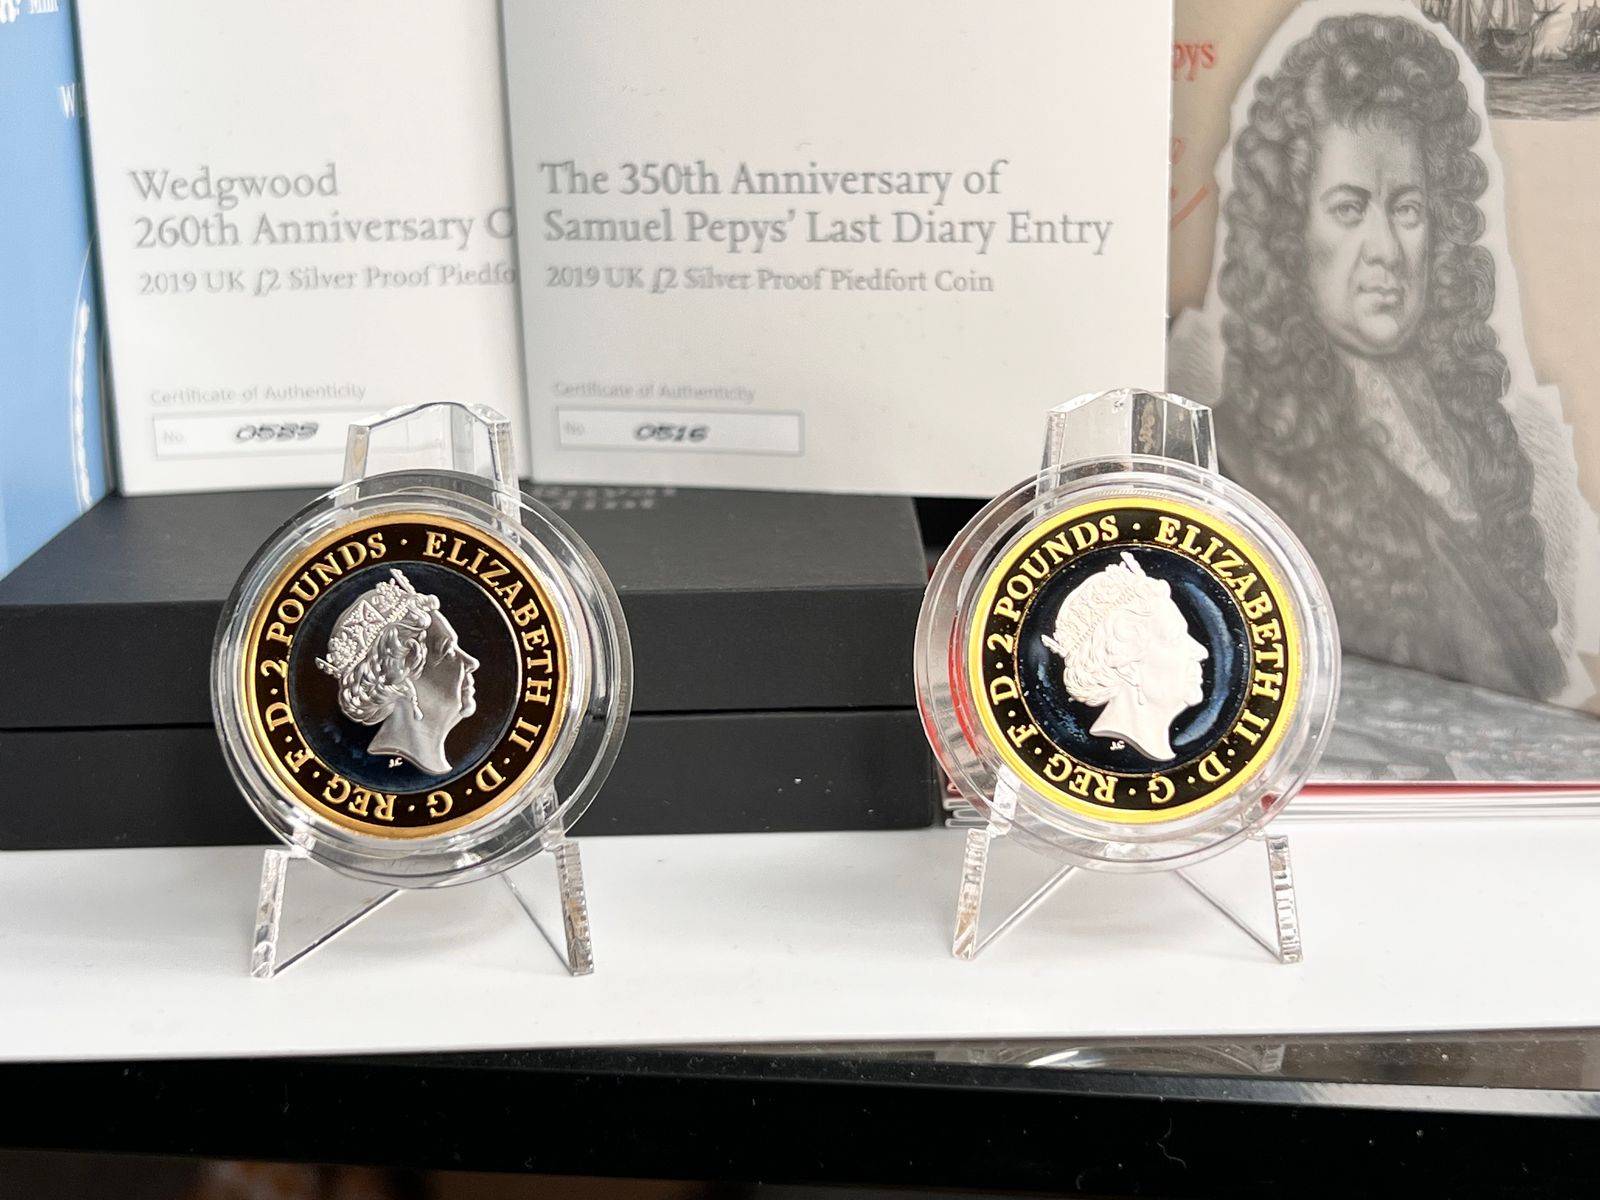 Wedgwood
260th Anniversary C
2019 UK £2 Silver Proof Piedfo
Certificate of Authenticity
No. 0539
The 350th Anniversary of
Samuel Pepys' Last Diary Entry
2019 UK £2 Silver Proof Piedfort Coin
Certificate of Authenticity
No. 0516
pys
ELIZABETH II · D · G · REG · F · D · 2 POUNDS ·
J.C
ELIZABETH II · D · G · REG · F · D · 2 POUNDS ·
J.C